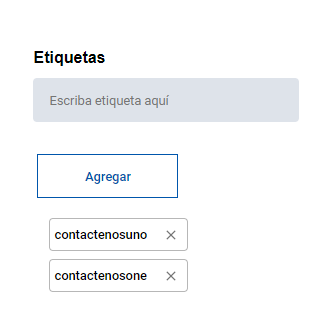 Etiquetas
Escriba etiqueta aquí
Agregar
contactenosuno
contactenosone